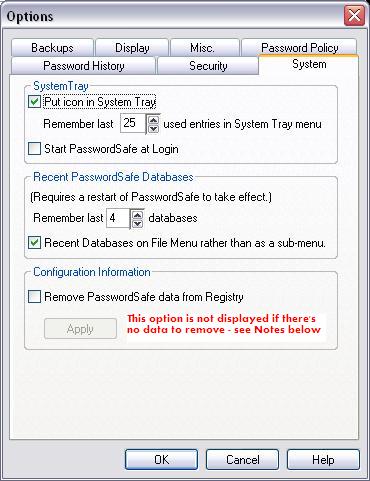 Options
Backups Display Misc. Password Policy
Password History Security System
SystemTray
Put icon in System Tray
Remember last 25 used entries in System Tray menu
Start PasswordSafe at Login
Recent PasswordSafe Databases
(Requires a restart of PasswordSafe to take effect.)
Remember last 4 databases
Recent Databases on File Menu rather than as a sub-menu.
Configuration Information
Remove PasswordSafe data from Registry
Apply
This option is not displayed if there's
no data to remove - see Notes below
OK Cancel Help